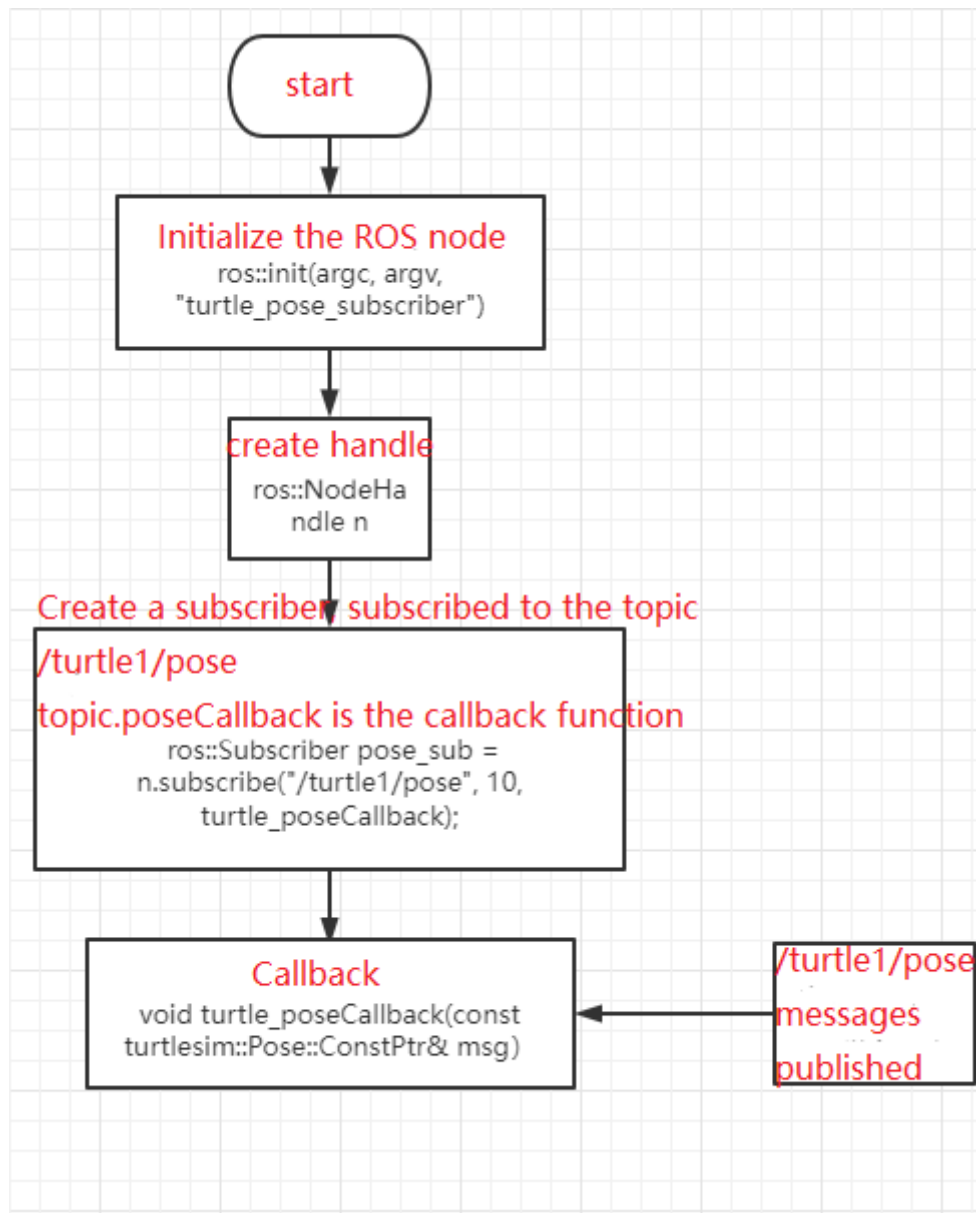 start
Initialize the ROS node
ros::init(argc, argv,
"turtle_pose_subscriber")
create handle
ros::NodeHa
ndle n
Create a subscriber, subscribed to the topic
/turtle1/pose
topic.poseCallback is the callback function
ros::Subscriber pose_sub =
n.subscribe("/turtle1/pose", 10,
turtle_poseCallback);
Callback
void turtle_poseCallback(const
turtlesim::Pose::ConstPtr& msg)
/turtle1/pose
messages
published